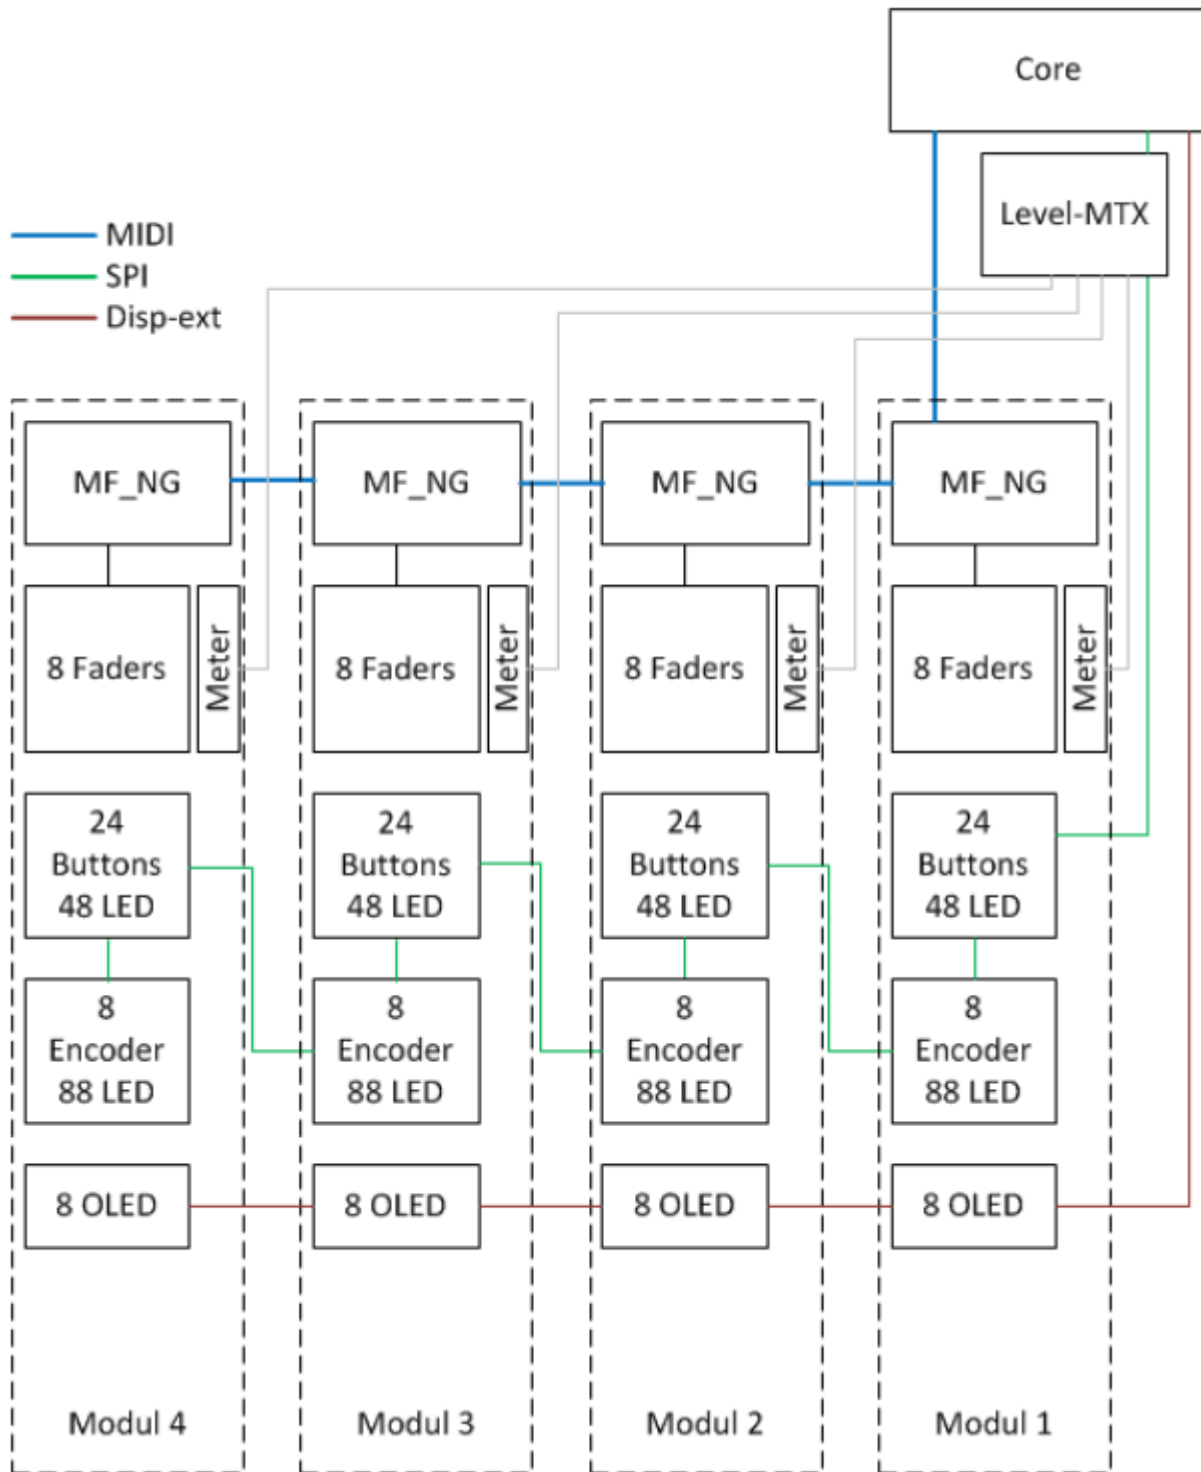 Core
Level-MTX
MIDI
SPI
Disp-ext
MF_NG
MF_NG
MF_NG
MF_NG
8 Faders
Meter
8 Faders
Meter
8 Faders
Meter
8 Faders
Meter
24
Buttons
48 LED
24
Buttons
48 LED
24
Buttons
48 LED
24
Buttons
48 LED
8
Encoder
88 LED
8
Encoder
88 LED
8
Encoder
88 LED
8
Encoder
88 LED
8 OLED
8 OLED
8 OLED
8 OLED
Modul 4
Modul 3
Modul 2
Modul 1